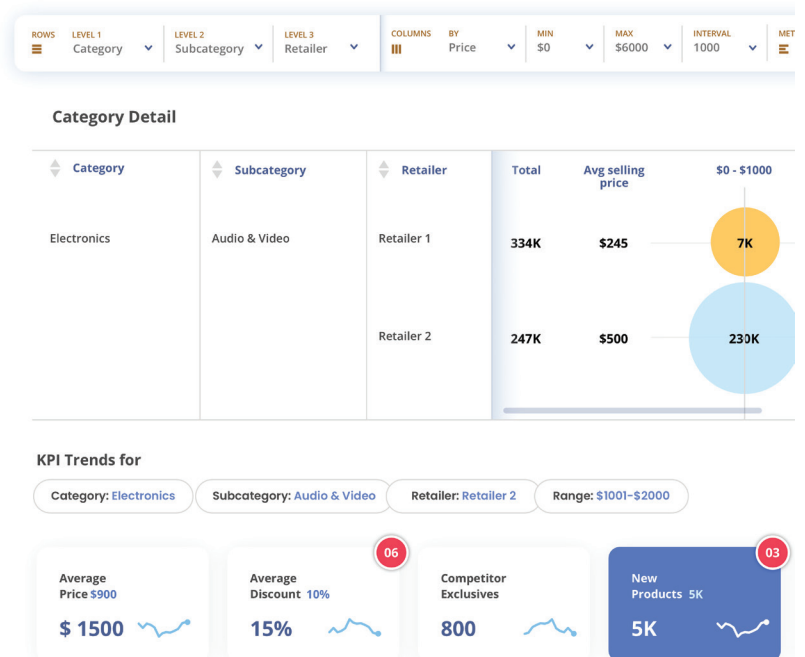 ROWS LEVEL 1 LEVEL 2 LEVEL 3 COLUMNS BY MIN MAX INTERVAL MET
Category Subcategory Retailer Price $0 $6000 1000
Category Detail
Category Subcategory Retailer Total Avg selling $0 - $1000
price
Electronics Audio & Video Retailer 1 334K $245 7K
Retailer 2 247K $500 230K
KPI Trends for
Category: Electronics Subcategory: Audio & Video Retailer: Retailer 2 Range: $1001-$2000
06 03
Average Average Competitor New
Price $900 Discount 10% Exclusives Products 5K
$ 1500 15% 800 5K